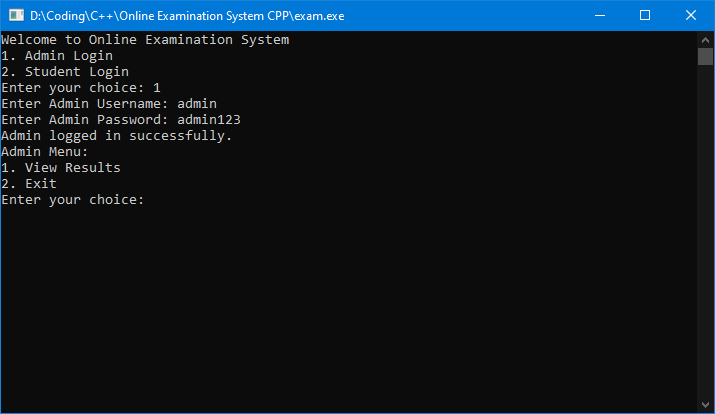 D:\Coding\C++\Online Examination System CPP\exam.exe
Welcome to Online Examination System
1. Admin Login
2. Student Login
Enter your choice: 1
Enter Admin Username: admin
Enter Admin Password: admin123
Admin logged in successfully.
Admin Menu:
1. View Results
2. Exit
Enter your choice: